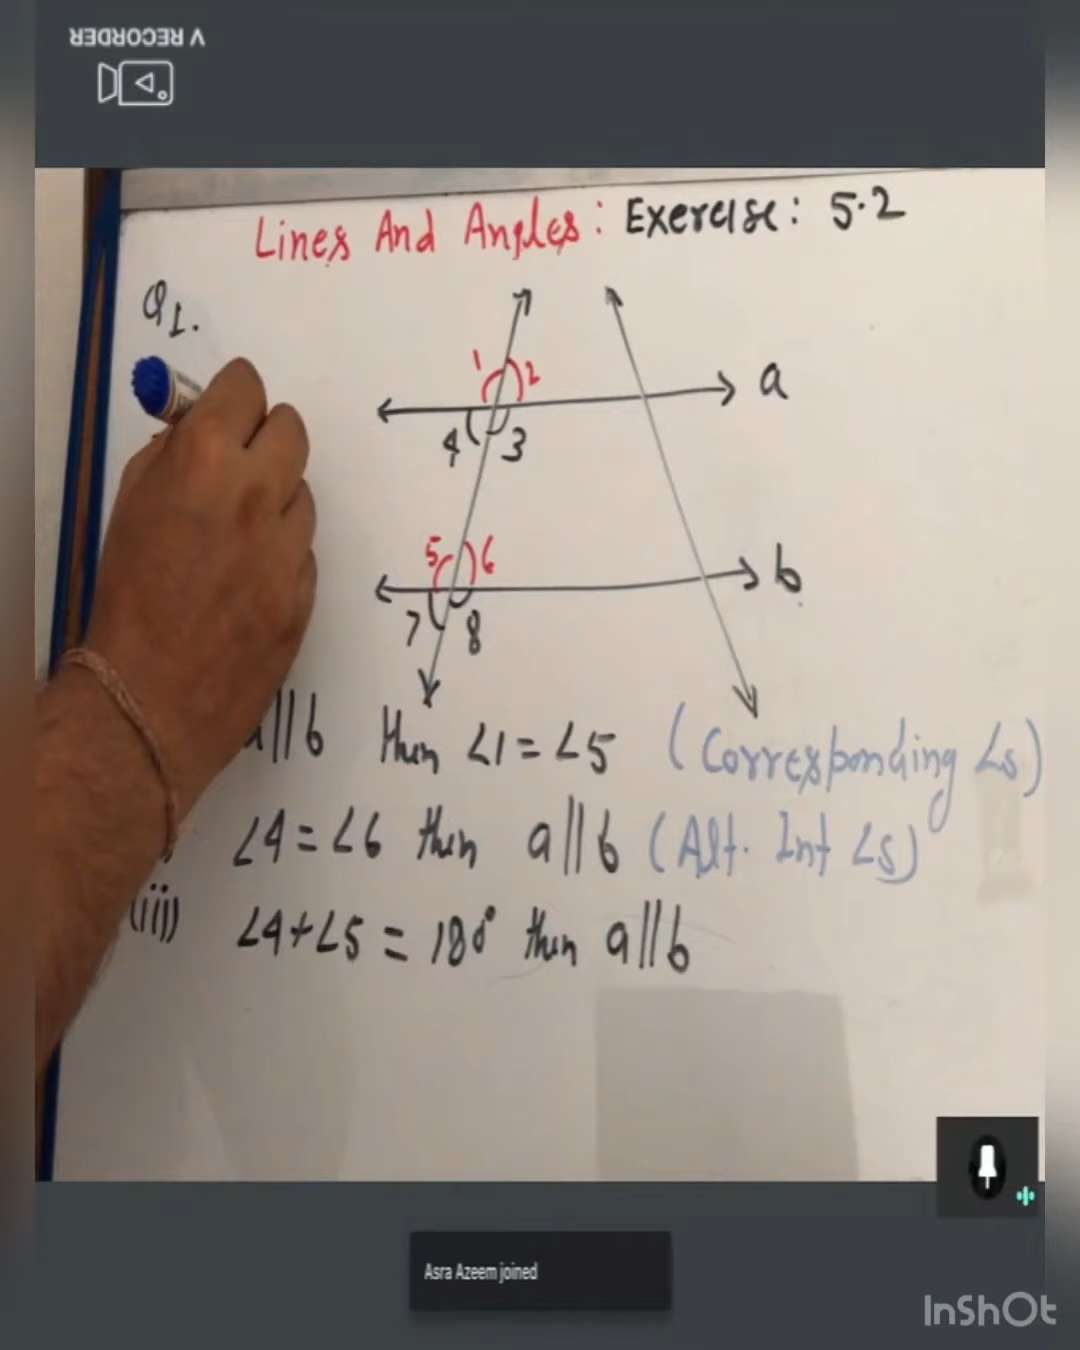 V RECORDER
Lines And Angles: Exercise: 5.2
Q1.
1 2
a
4 3
5 6
b
7 8
a||b then ∠1=∠5 (Corresponding ∠s)
∠4=∠6 then a||b (Alt. Int ∠s)
(iii) ∠4+∠5=180° then a||b
Asra Azeem joined
InShOt